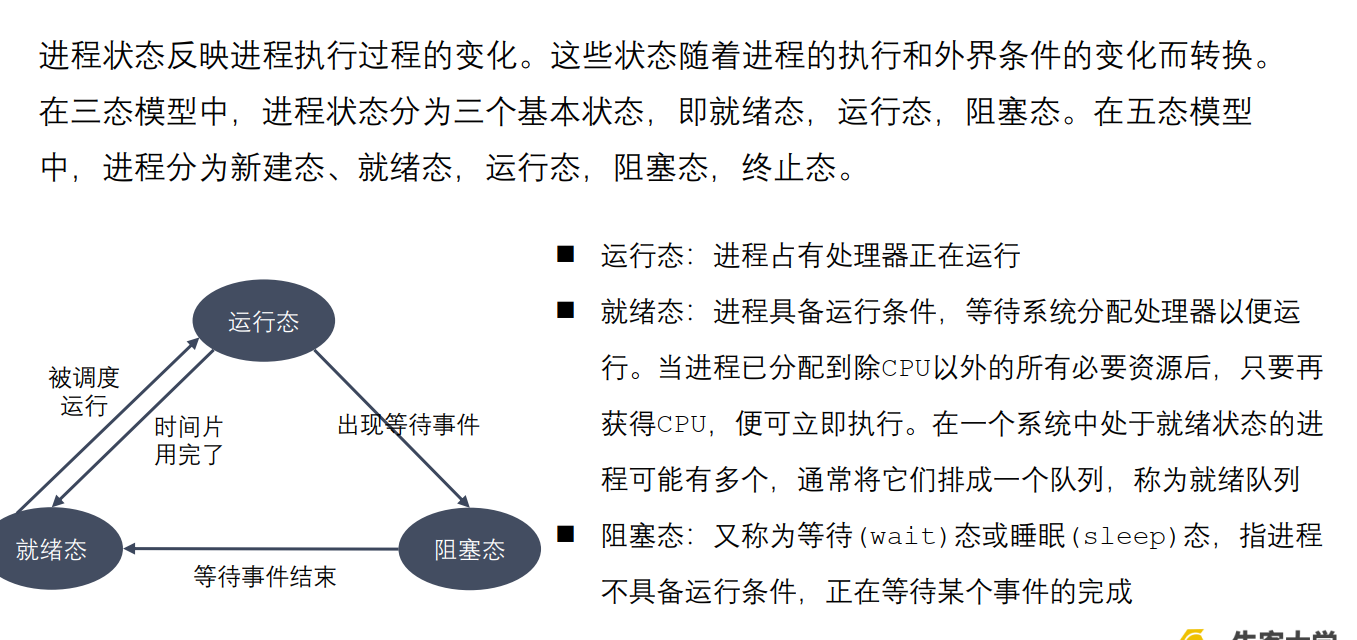 进程状态反映进程执行过程的变化。这些状态随着进程的执行和外界条件的变化而转换。
在三态模型中，进程状态分为三个基本状态，即就绪态，运行态，阻塞态。在五态模型
中，进程分为新建态、就绪态，运行态，阻塞态，终止态。
运行态
被调度
运行
时间片
用完了
出现等待事件
就绪态
阻塞态
等待事件结束
■ 运行态：进程占有处理器正在运行
■ 就绪态：进程具备运行条件，等待系统分配处理器以便运
行。当进程已分配到除CPU以外的所有必要资源后，只要再
获得CPU，便可立即执行。在一个系统中处于就绪状态的进
程可能有多个，通常将它们排成一个队列，称为就绪队列
■ 阻塞态：又称为等待(wait)态或睡眠(sleep)态，指进程
不具备运行条件，正在等待某个事件的完成